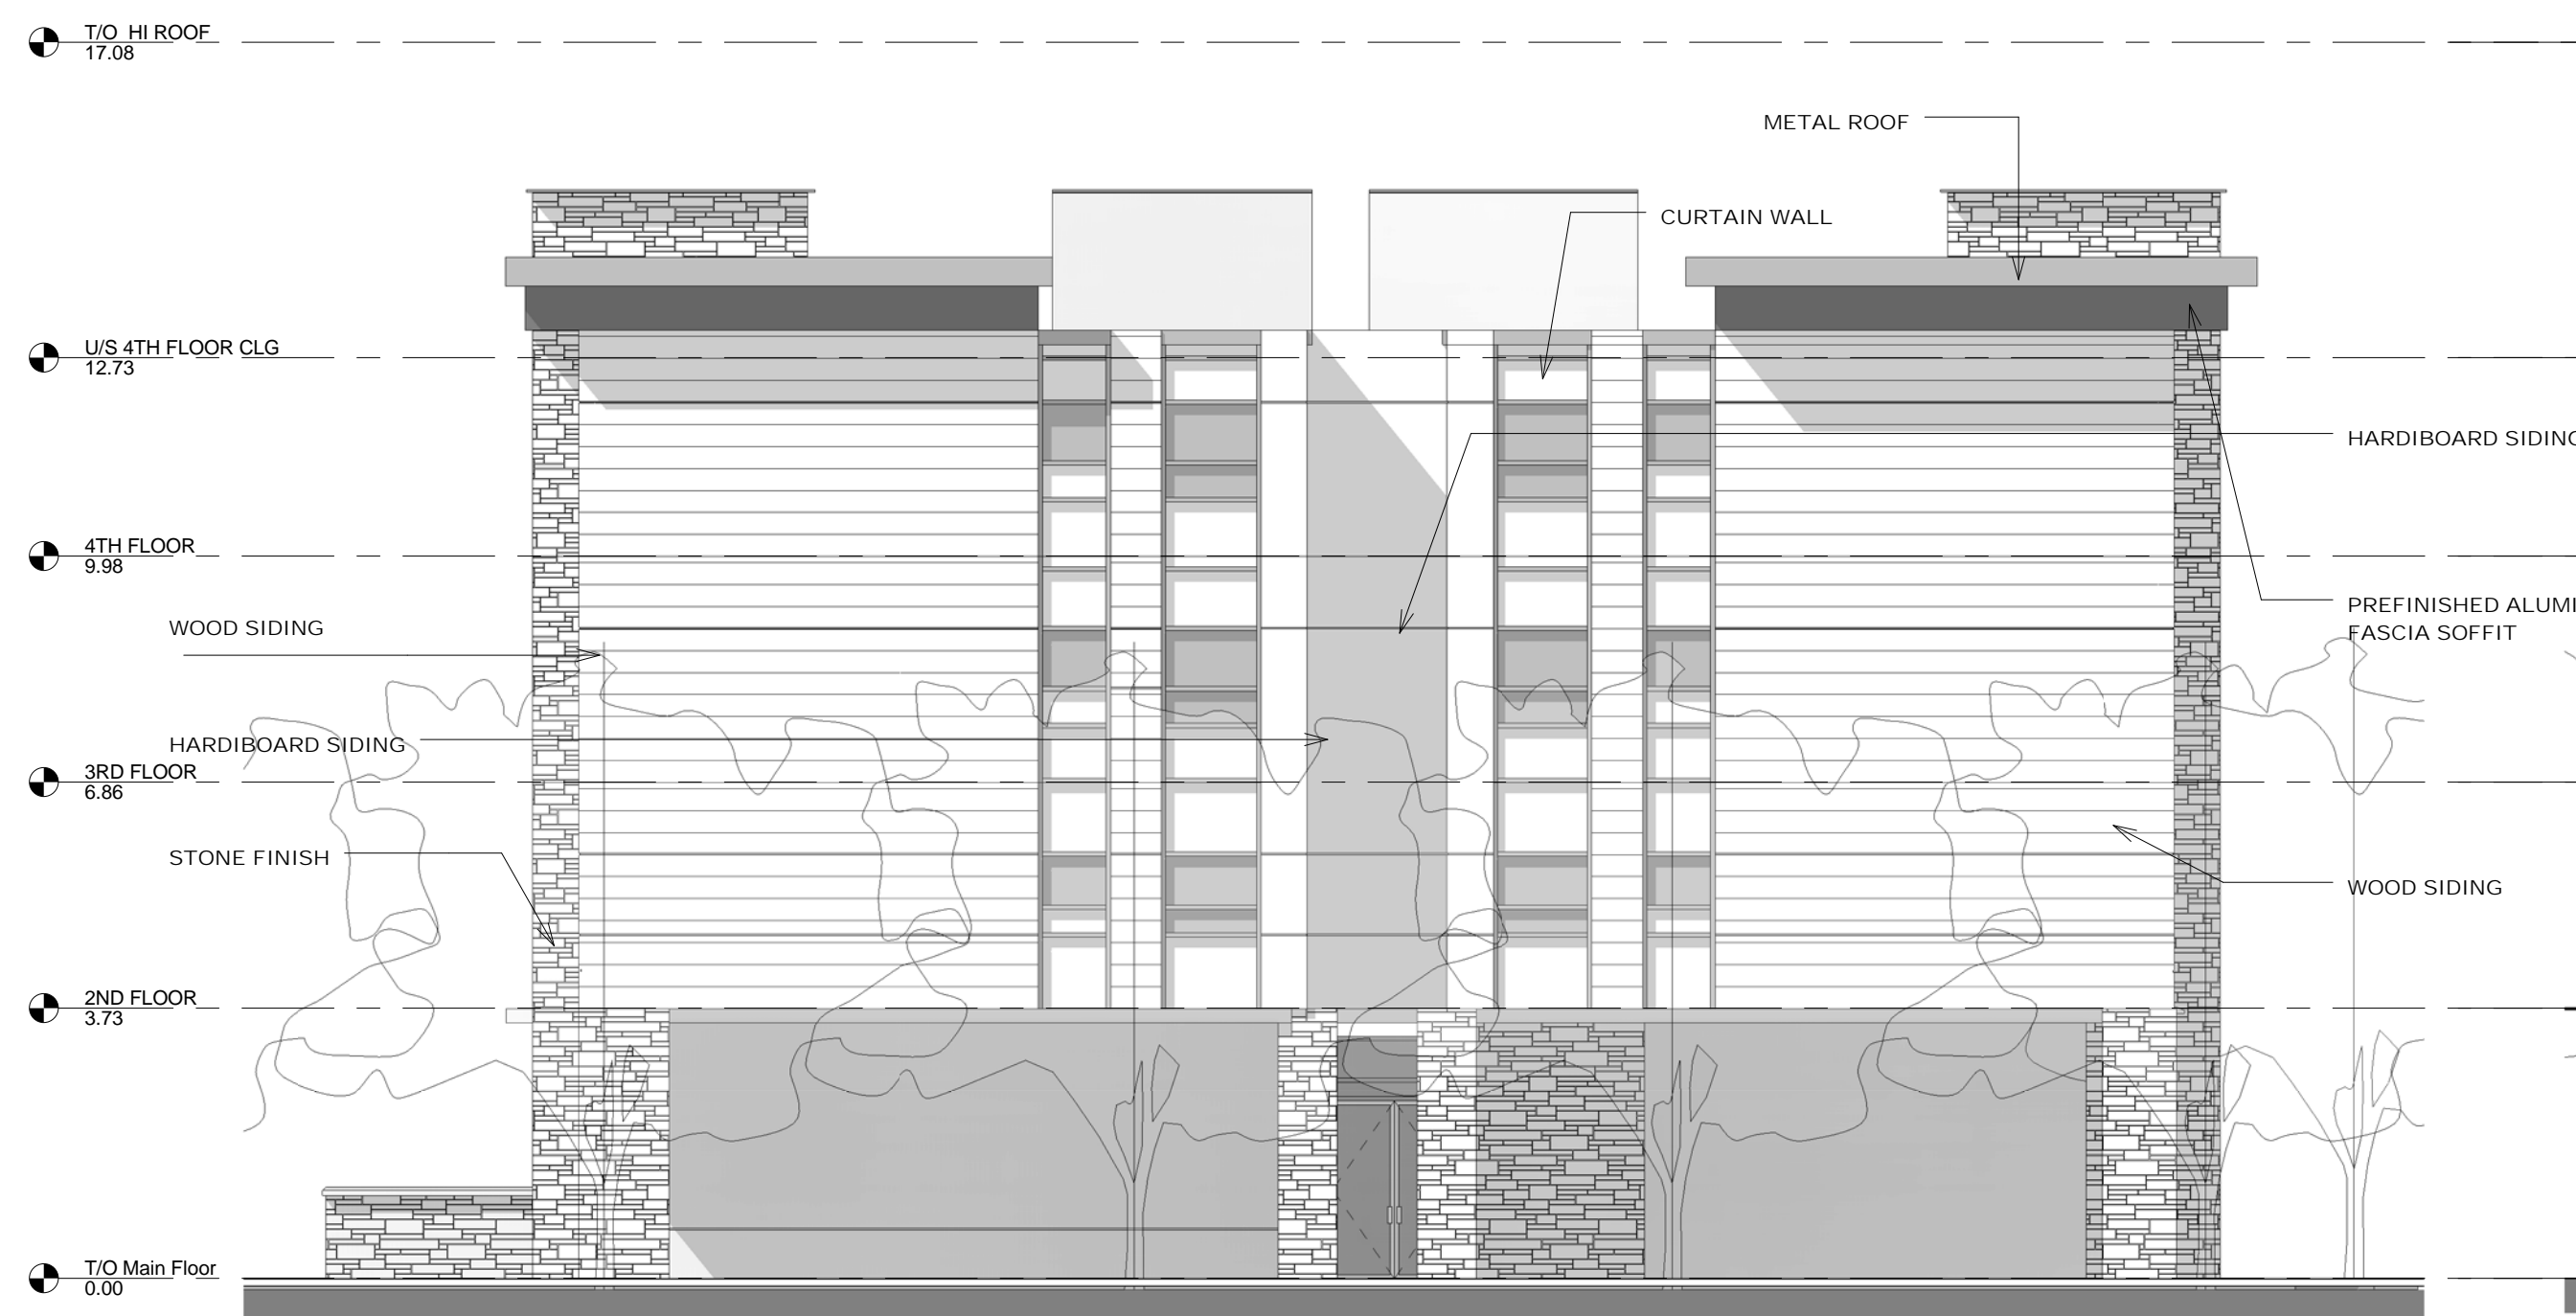 T/O HI ROOF
17.08
METAL ROOF
CURTAIN WALL
U/S 4TH FLOOR CLG
12.73
HARDIBOARD SIDING
4TH FLOOR
9.98
PREFINISHED ALUMI
FASCIA SOFFIT
WOOD SIDING
HARDIBOARD SIDING
3RD FLOOR
6.86
STONE FINISH
WOOD SIDING
2ND FLOOR
3.73
T/O Main Floor
0.00